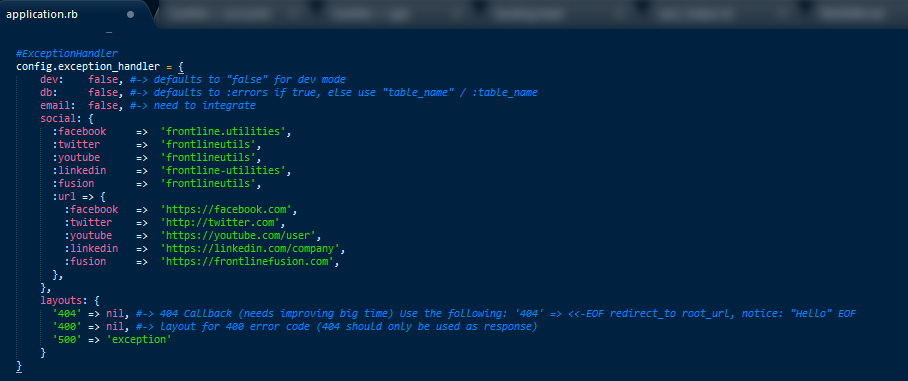 application.rb
#ExceptionHandler
config.exception_handler = {
dev: false, #-> defaults to "false" for dev mode
db: false, #-> defaults to :errors if true, else use "table_name" / :table_name
email: false, #-> need to integrate
social: {
:facebook => 'frontline.utilities',
:twitter => 'frontlineutils',
:youtube => 'frontlineutils',
:linkedin => 'frontline-utilities',
:fusion => 'frontlineutils',
:url => {
:facebook => 'https://facebook.com',
:twitter => 'http://twitter.com',
:youtube => 'https://youtube.com/user',
:linkedin => 'https://linkedin.com/company',
:fusion => 'https://frontlinefusion.com',
},
},
layouts: {
'404' => nil, #-> 404 Callback (needs improving big time) Use the following: '404' => <<-EOF redirect_to root_url, notice: "Hello" EOF
'400' => nil, #-> layout for 400 error code (404 should only be used as response)
'500' => 'exception'
}
}